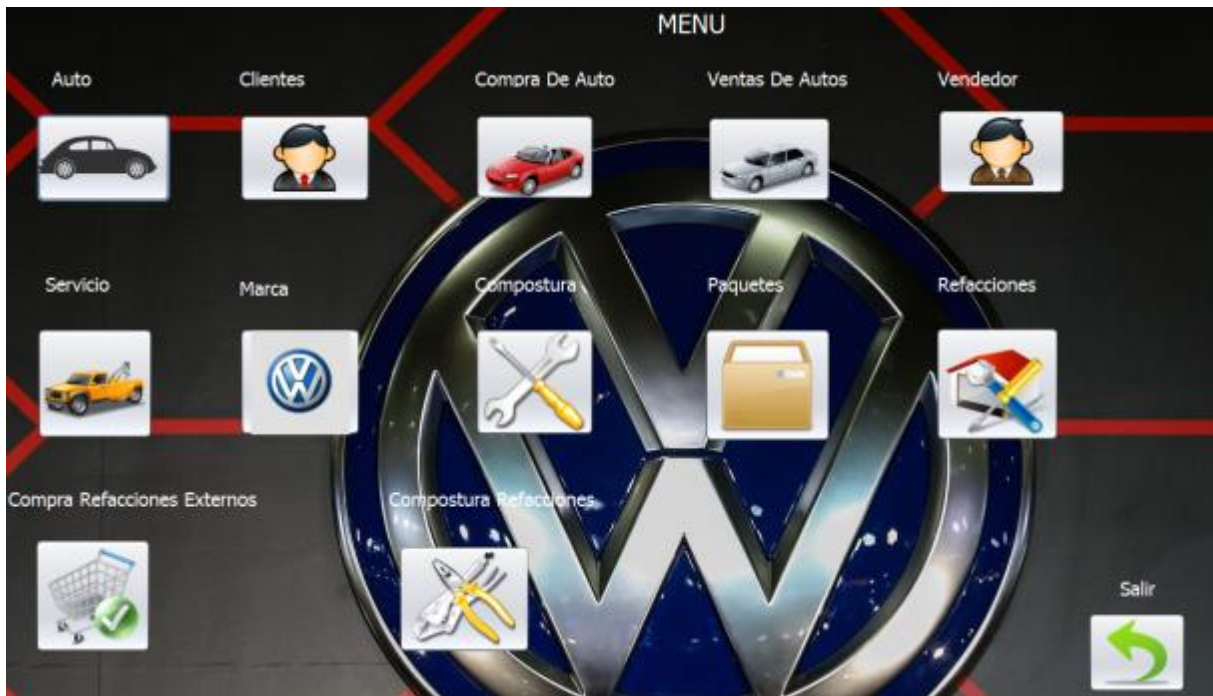 MENU
Auto
Clientes
Compra De Auto
Ventas De Autos
Vendedor
Servicio
Marca
Compostura
Paquetes
Refacciones
Compra Refacciones Externos
Compostura Refacciones
Salir